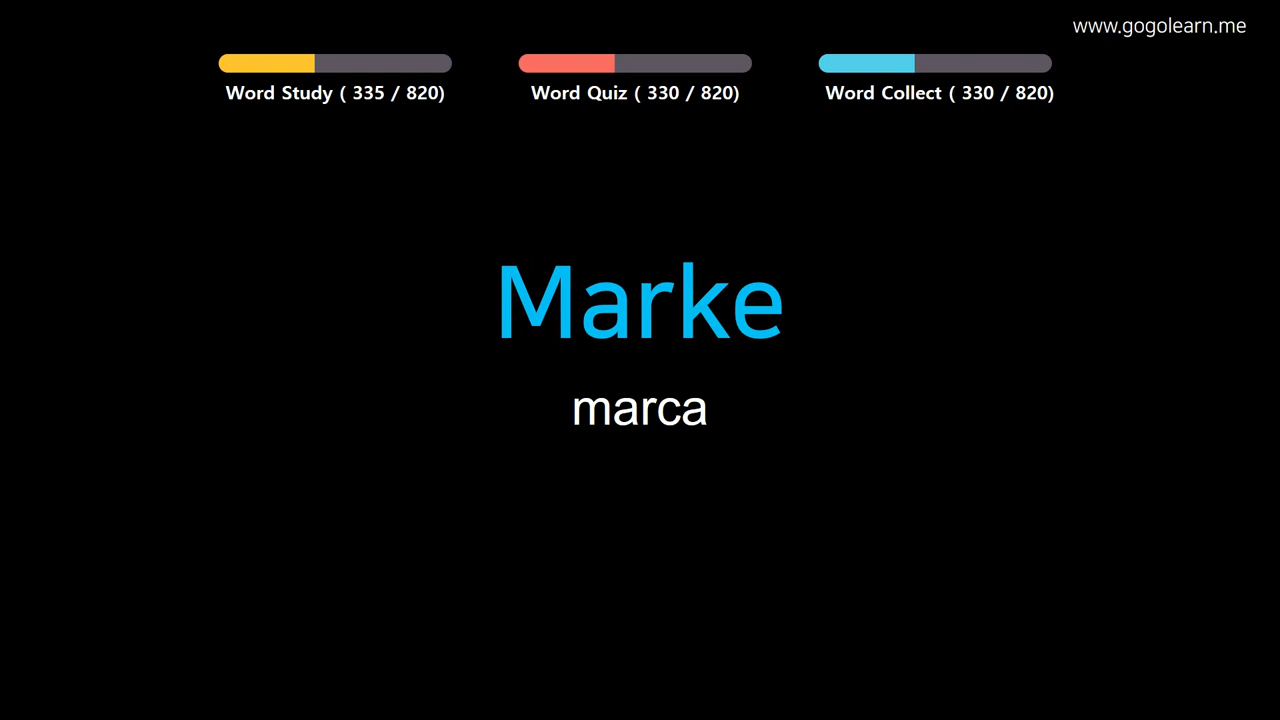 www.gogolearn.me
Word Study ( 335 / 820)
Word Quiz ( 330 / 820)
Word Collect ( 330 / 820)
Marke
marca